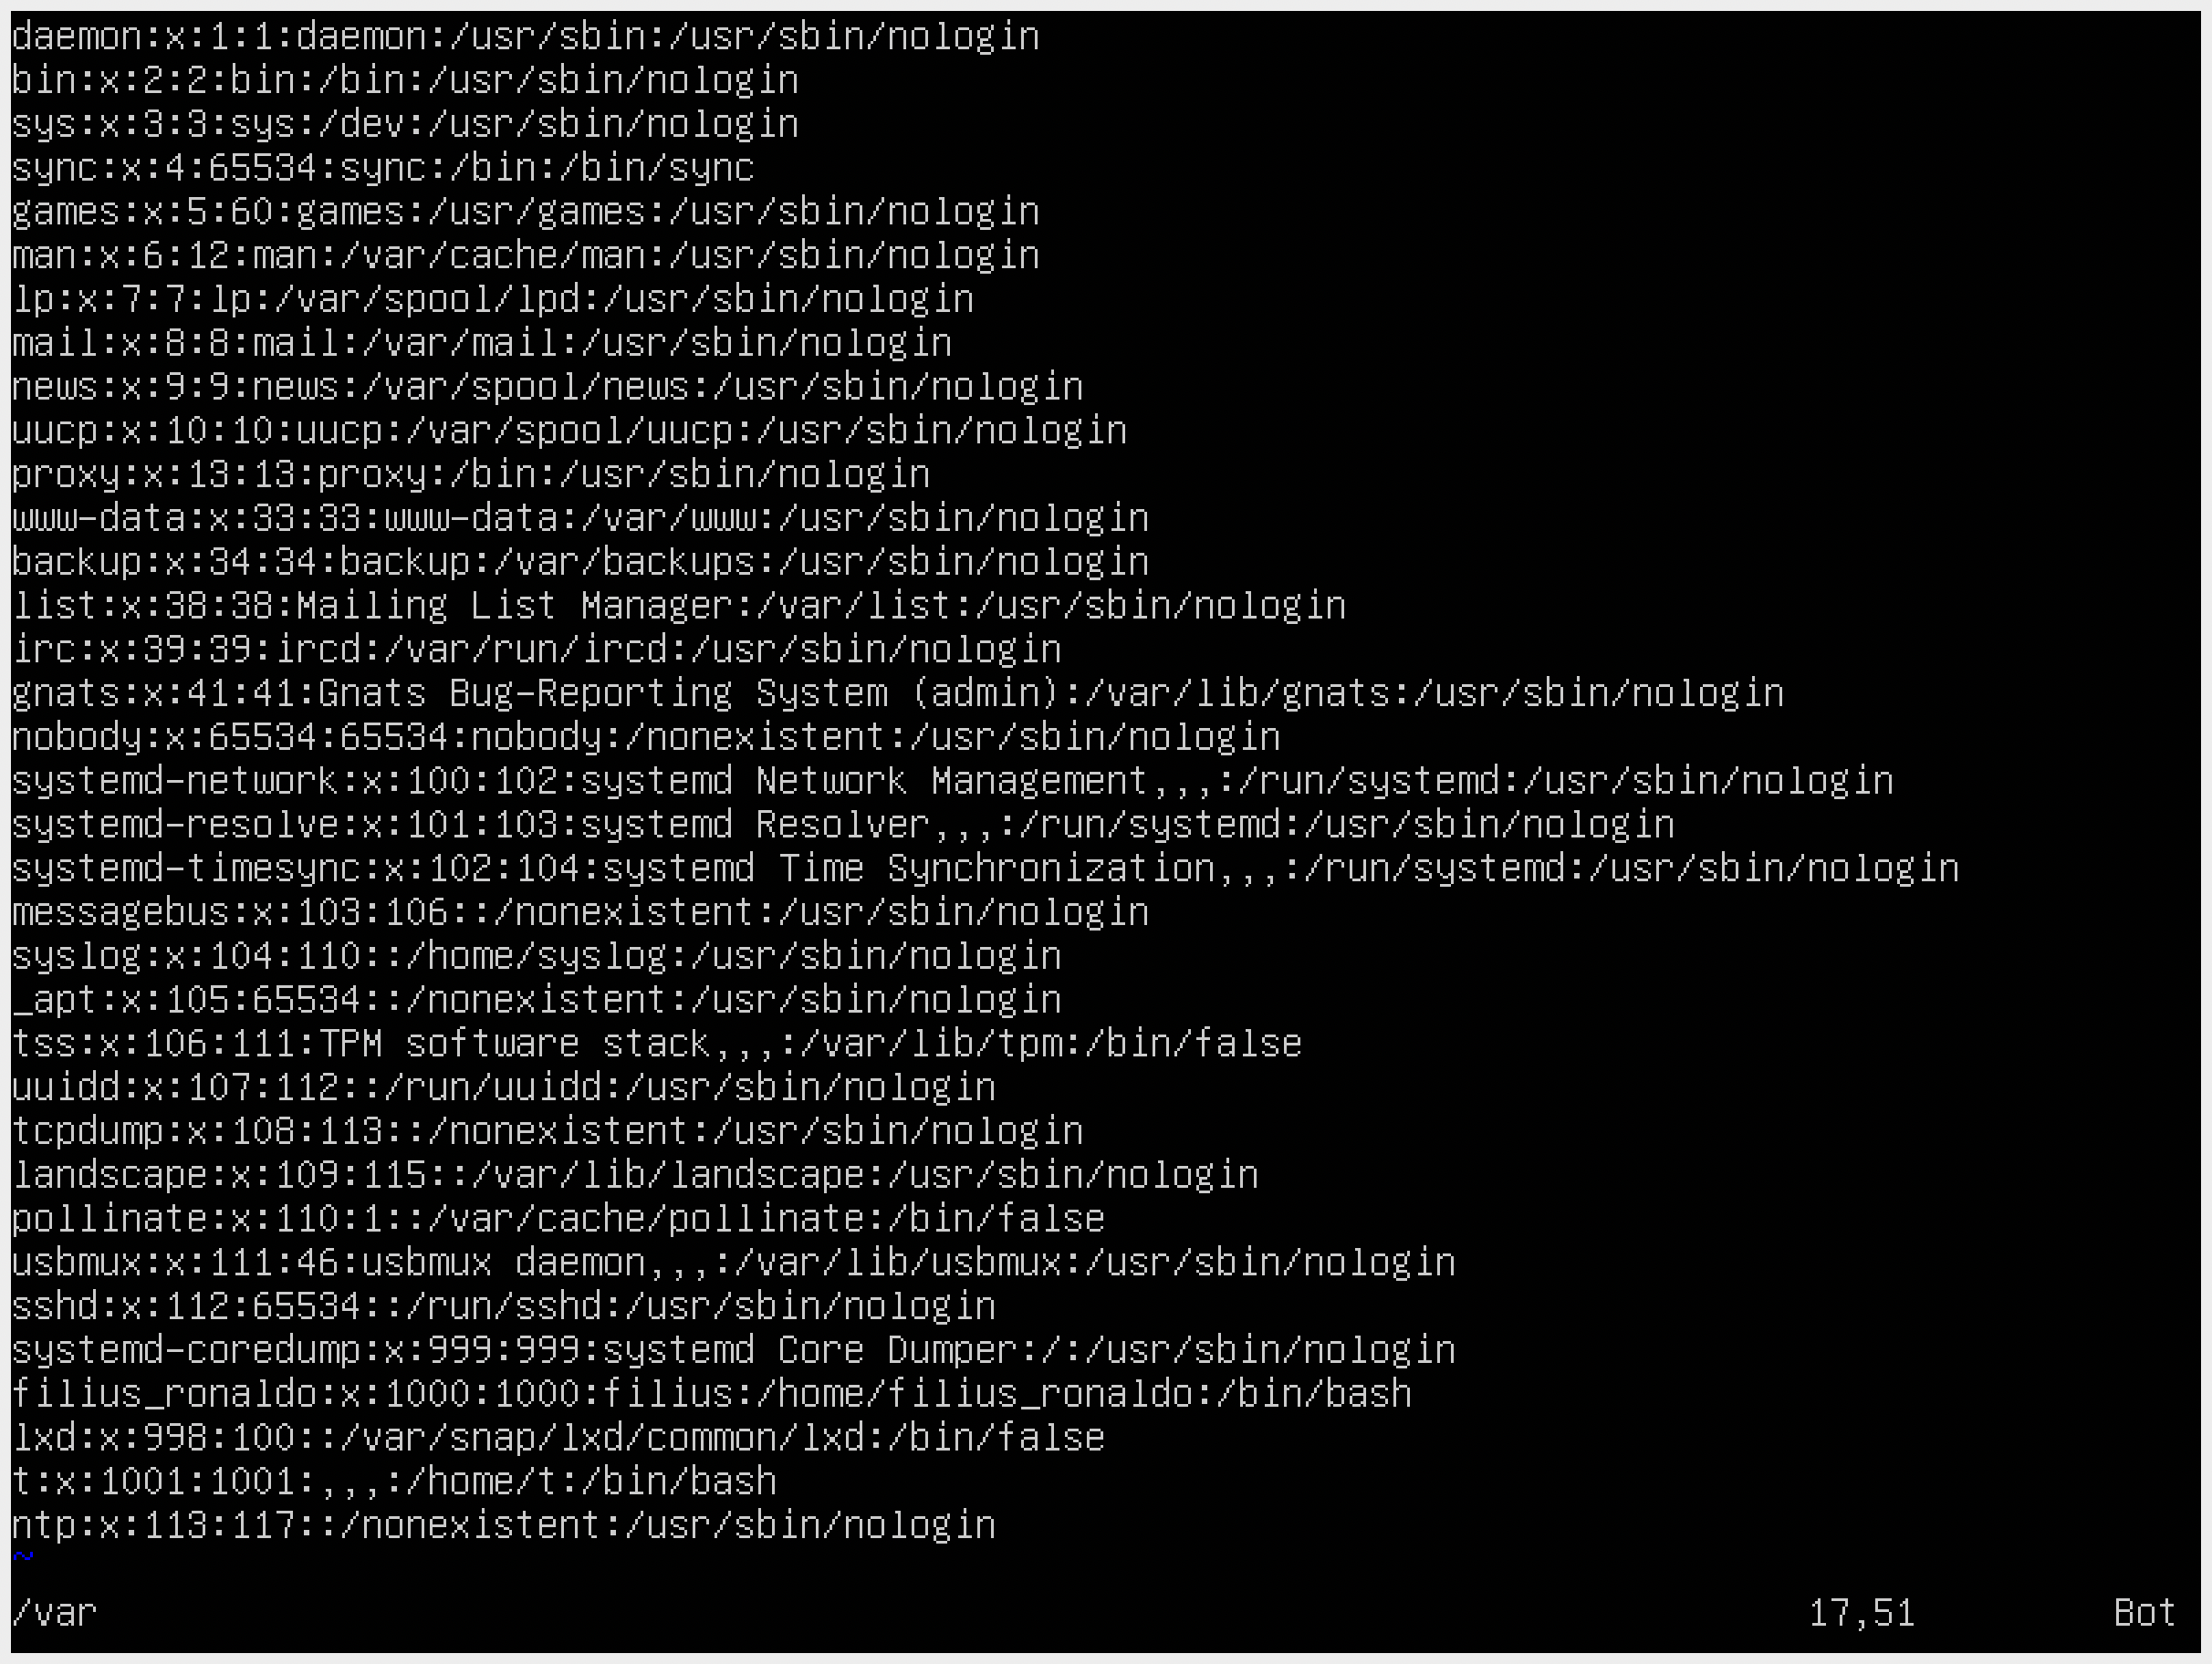 daemon:x:1:1:daemon:/usr/sbin:/usr/sbin/nologin
bin:x:2:2:bin:/bin:/usr/sbin/nologin
sys:x:3:3:sys:/dev:/usr/sbin/nologin
sync:x:4:65534:sync:/bin:/bin/sync
games:x:5:60:games:/usr/games:/usr/sbin/nologin
man:x:6:12:man:/var/cache/man:/usr/sbin/nologin
lp:x:7:7:lp:/var/spool/lpd:/usr/sbin/nologin
mail:x:8:8:mail:/var/mail:/usr/sbin/nologin
news:x:9:9:news:/var/spool/news:/usr/sbin/nologin
uucp:x:10:10:uucp:/var/spool/uucp:/usr/sbin/nologin
proxy:x:13:13:proxy:/bin:/usr/sbin/nologin
www-data:x:33:33:www-data:/var/www:/usr/sbin/nologin
backup:x:34:34:backup:/var/backups:/usr/sbin/nologin
list:x:38:38:Mailing List Manager:/var/list:/usr/sbin/nologin
irc:x:39:39:ircd:/var/run/ircd:/usr/sbin/nologin
gnats:x:41:41:Gnats Bug-Reporting System (admin):/var/lib/gnats:/usr/sbin/nologin
nobody:x:65534:65534:nobody:/nonexistent:/usr/sbin/nologin
systemd-network:x:100:102:systemd Network Management,,,:/run/systemd:/usr/sbin/nologin
systemd-resolve:x:101:103:systemd Resolver,,,:/run/systemd:/usr/sbin/nologin
systemd-timesync:x:102:104:systemd Time Synchronization,,,:/run/systemd:/usr/sbin/nologin
messagebus:x:103:106::/nonexistent:/usr/sbin/nologin
syslog:x:104:110::/home/syslog:/usr/sbin/nologin
_apt:x:105:65534::/nonexistent:/usr/sbin/nologin
tss:x:106:111:TPM software stack,,,:/var/lib/tpm:/bin/false
uuidd:x:107:112::/run/uuidd:/usr/sbin/nologin
tcpdump:x:108:113::/nonexistent:/usr/sbin/nologin
landscape:x:109:115::/var/lib/landscape:/usr/sbin/nologin
pollinate:x:110:1::/var/cache/pollinate:/bin/false
usbmux:x:111:46:usbmux daemon,,,:/var/lib/usbmux:/usr/sbin/nologin
sshd:x:112:65534::/run/sshd:/usr/sbin/nologin
systemd-coredump:x:999:999:systemd Core Dumper:/:/usr/sbin/nologin
filius_ronaldo:x:1000:1000:filius:/home/filius_ronaldo:/bin/bash
lxd:x:998:100::/var/snap/lxd/common/lxd:/bin/false
t:x:1001:1001:,,,:/home/t:/bin/bash
ntp:x:113:117::/nonexistent:/usr/sbin/nologin
~
/var 17,51 Bot